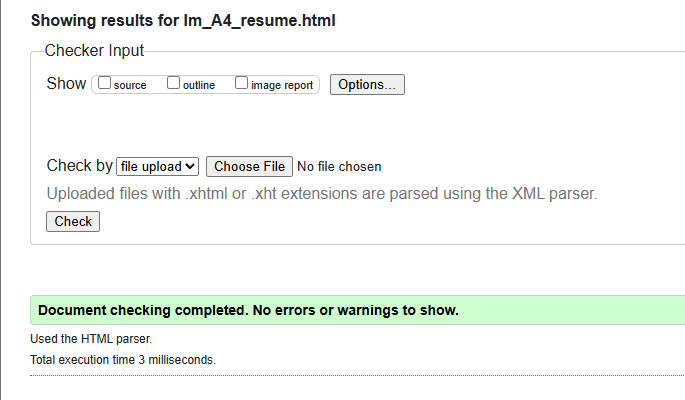 Showing results for lm_A4_resume.html
Checker Input
Show source outline image report Options...
Check by file upload Choose File No file chosen
Uploaded files with .xhtml or .xht extensions are parsed using the XML parser.
Check
Document checking completed. No errors or warnings to show.
Used the HTML parser.
Total execution time 3 milliseconds.